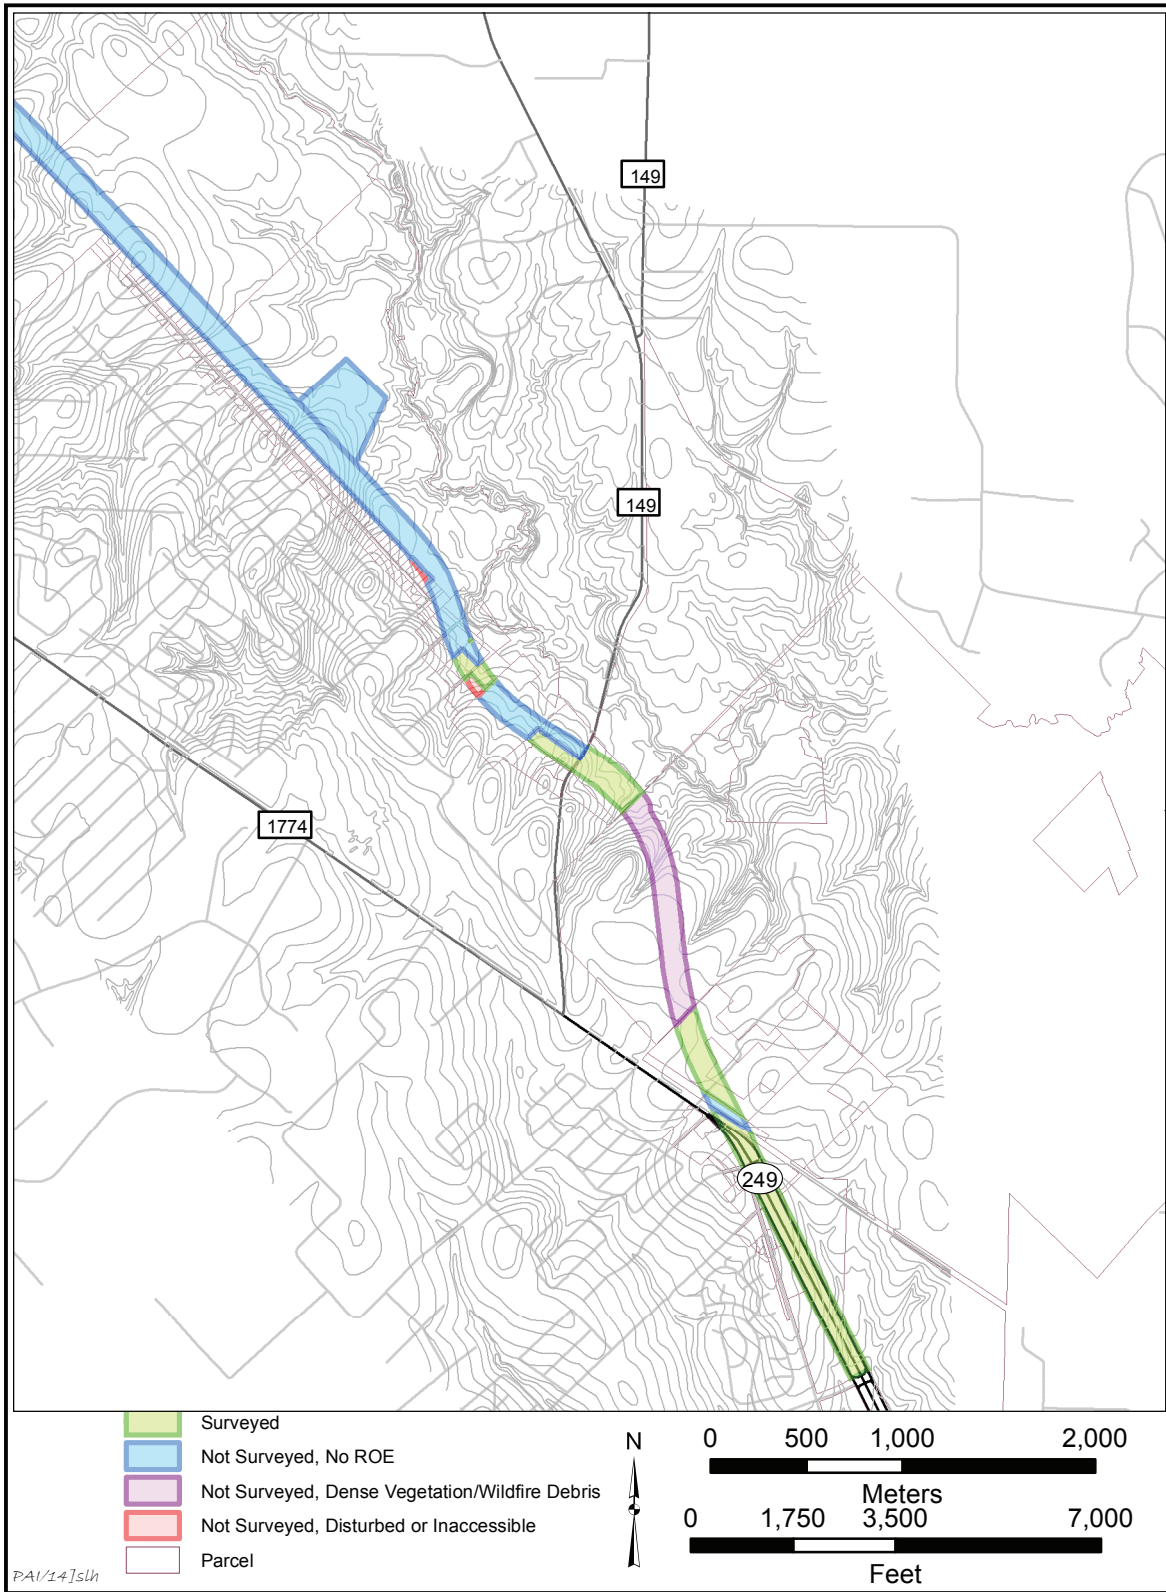 149
149
1774
249
Surveyed
Not Surveyed, No ROE
Not Surveyed, Dense Vegetation/Wildfire Debris
Not Surveyed, Disturbed or Inaccessible
Parcel
N
0 500 1,000 2,000
Meters
0 1,750 3,500 7,000
Feet
PAI/14]slh